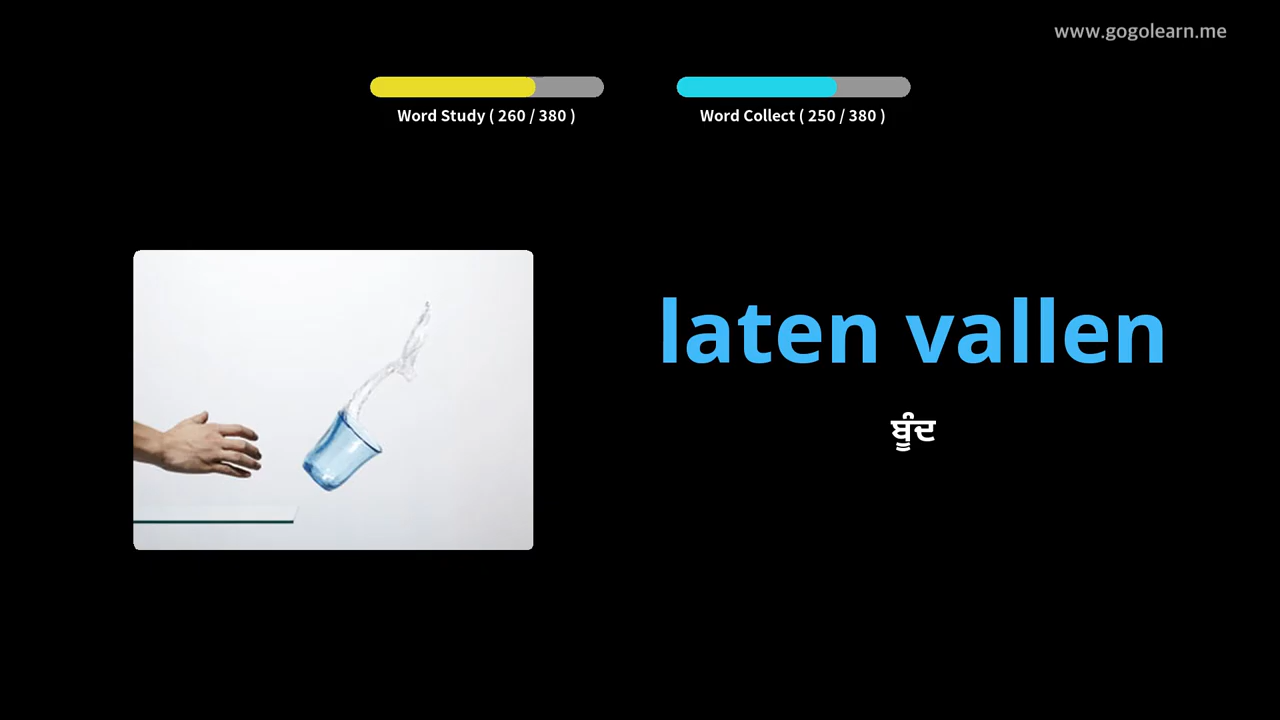 www.gogolearn.me
Word Study ( 260 / 380 )
Word Collect ( 250 / 380 )
laten vallen
ਬੂੰਦ